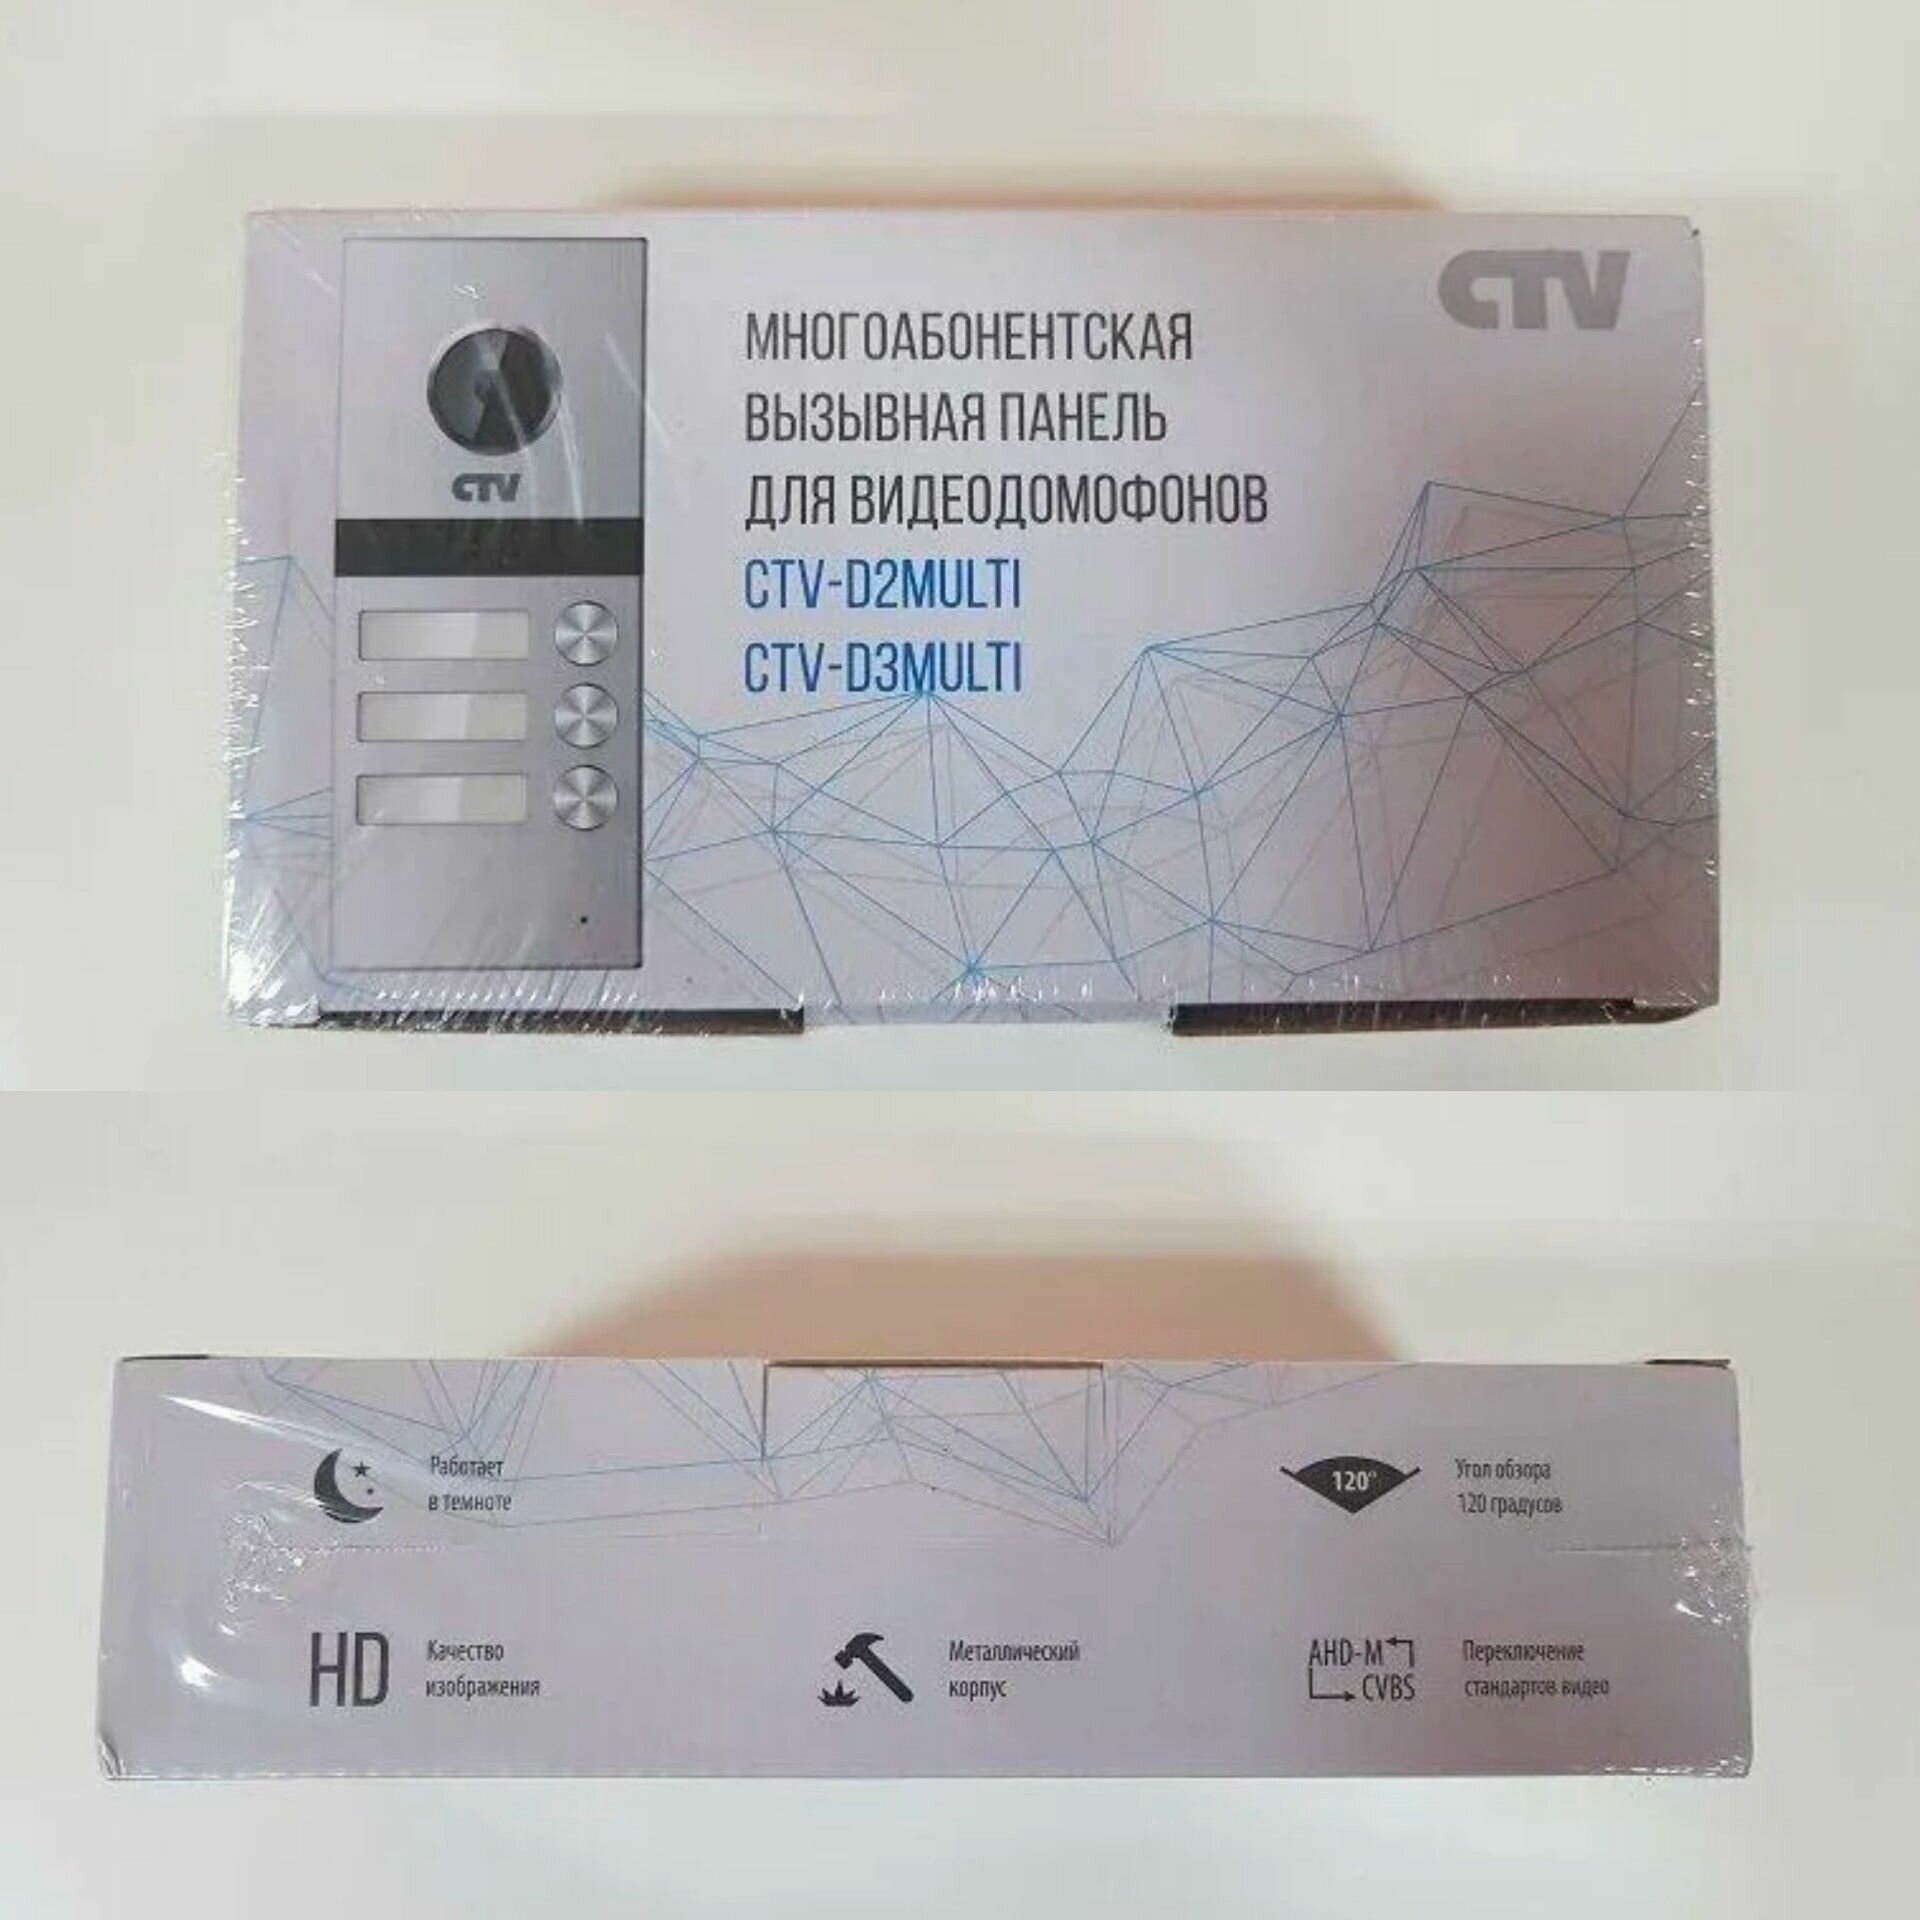 CTV
МНОГОАБОНЕНТСКАЯ
ВЫЗЫВНАЯ ПАНЕЛЬ
ДЛЯ ВИДЕОДОМОФОНОВ
CTV-D2MULTI
CTV-D3MULTI
CTV
Работает
в темноте
120°
Угол обзора
120 градусов
HD
Качество
изображения
Металлический
корпус
AHD-M
CVBS
Переключение
стандартов видео